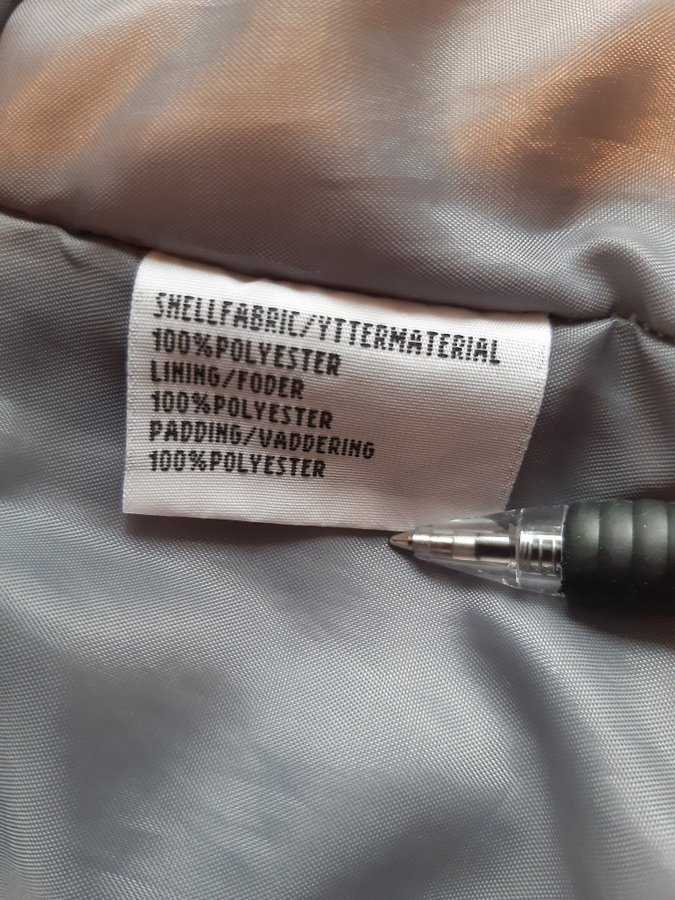 SHELLFABRIC/YTTERMATERIAL
100%POLYESTER
LINING/FODER
100%POLYESTER
PADDING/VADDERING
100%POLYESTER